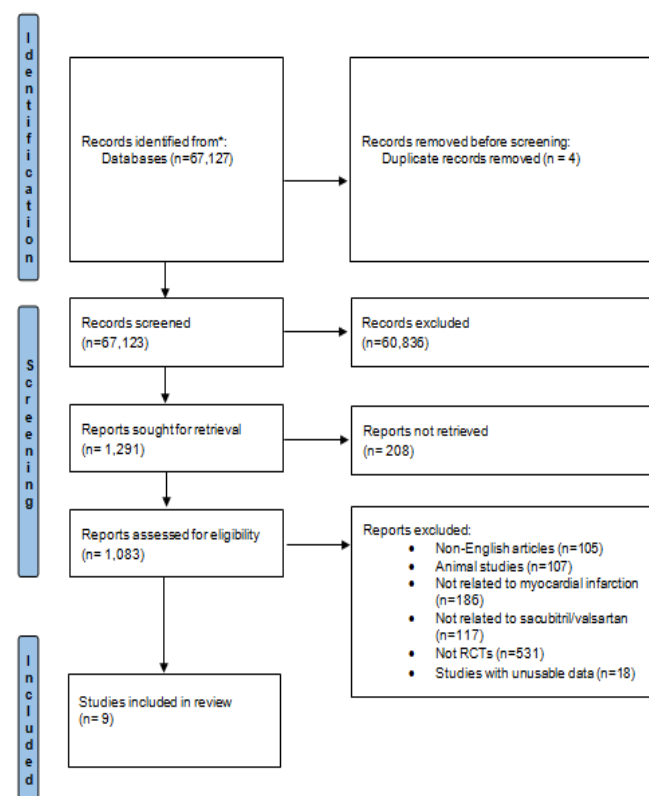 Identification
Records identified from*:
Databases (n=67,127)
Records removed before screening:
Duplicate records removed (n = 4)
Screening
Records screened
(n=67,123)
Records excluded
(n=60,836)
Reports sought for retrieval
(n= 1,291)
Reports not retrieved
(n= 208)
Reports assessed for eligibility
(n= 1,083)
Reports excluded:
• Non-English articles (n=105)
• Animal studies (n=107)
• Not related to myocardial infarction
(n=186)
• Not related to sacubitril/valsartan
(n=117)
• Not RCTs (n=531)
• Studies with unusable data (n=18)
Included
Studies included in review
(n= 9)